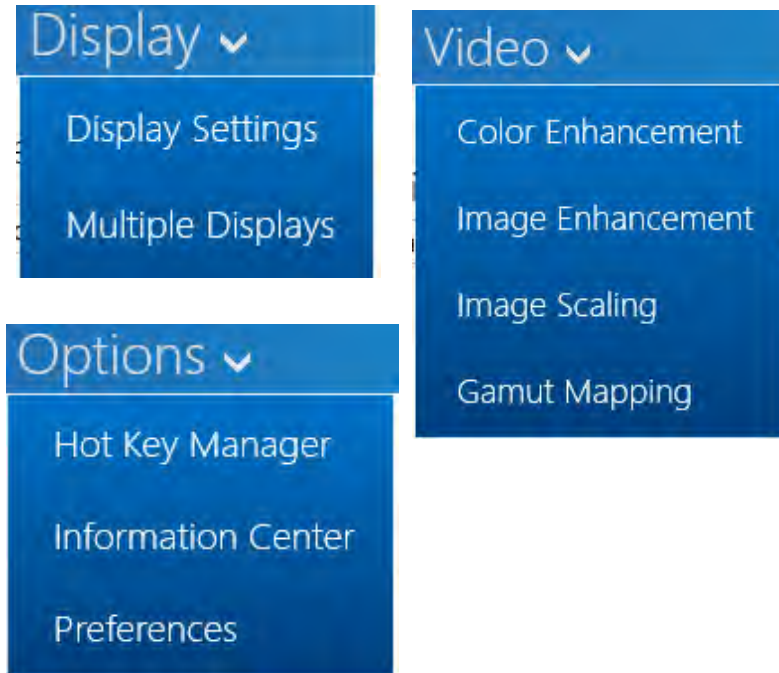 Display
Display Settings
Multiple Displays
Video
Color Enhancement
Image Enhancement
Image Scaling
Gamut Mapping
Options
Hot Key Manager
Information Center
Preferences